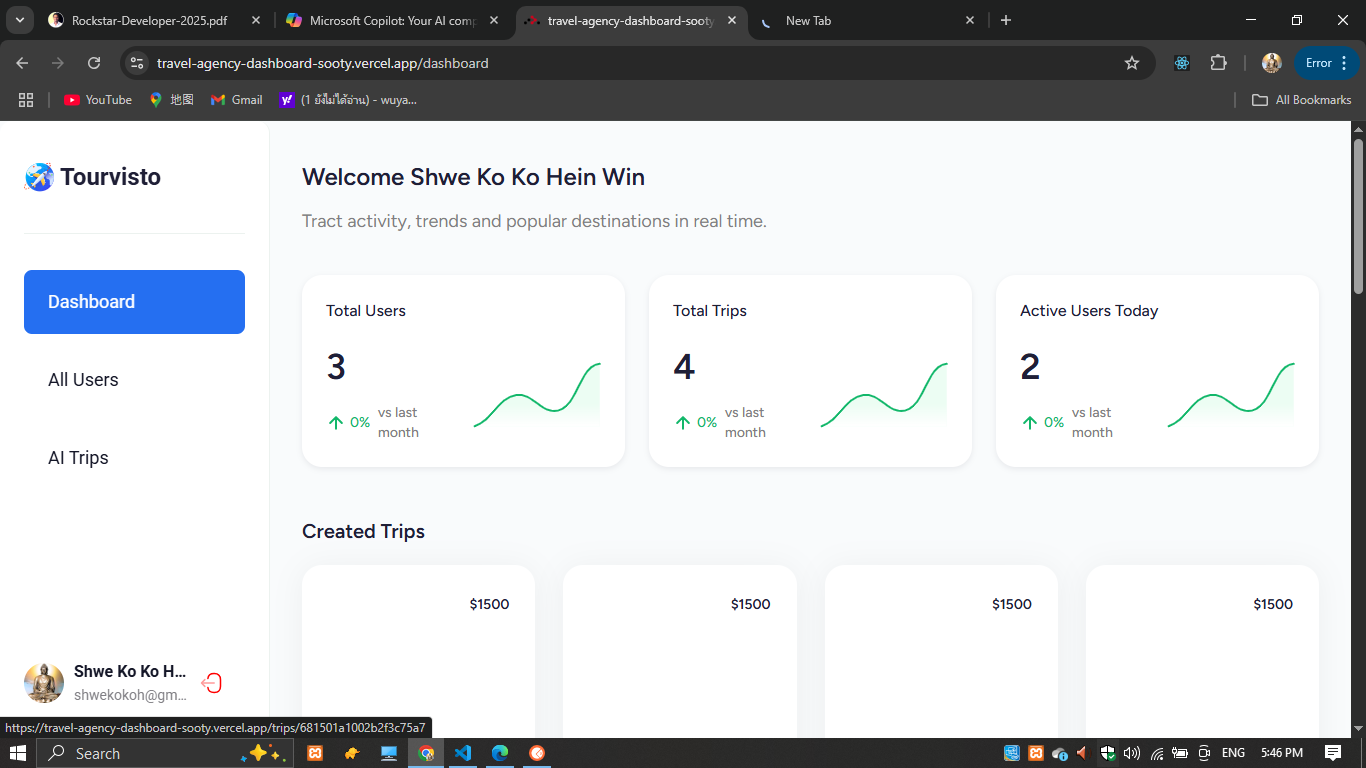 Rockstar-Developer-2025.pdf
Microsoft Copilot: Your AI comp
travel-agency-dashboard-sooty
New Tab
travel-agency-dashboard-sooty.vercel.app/dashboard
Error
YouTube
地图
Gmail
(1 ยังไม่ได้อ่าน) - wuya...
All Bookmarks
Tourvisto
Dashboard
All Users
AI Trips
Shwe Ko Ko H...
shwekokoh@gm...
Welcome Shwe Ko Ko Hein Win
Tract activity, trends and popular destinations in real time.
Total Users
3
0% vs last
month
Total Trips
4
0% vs last
month
Active Users Today
2
0% vs last
month
Created Trips
$1500
$1500
$1500
$1500
https://travel-agency-dashboard-sooty.vercel.app/trips/681501a1002b2f3c75a7
Search
ENG
5:46 PM